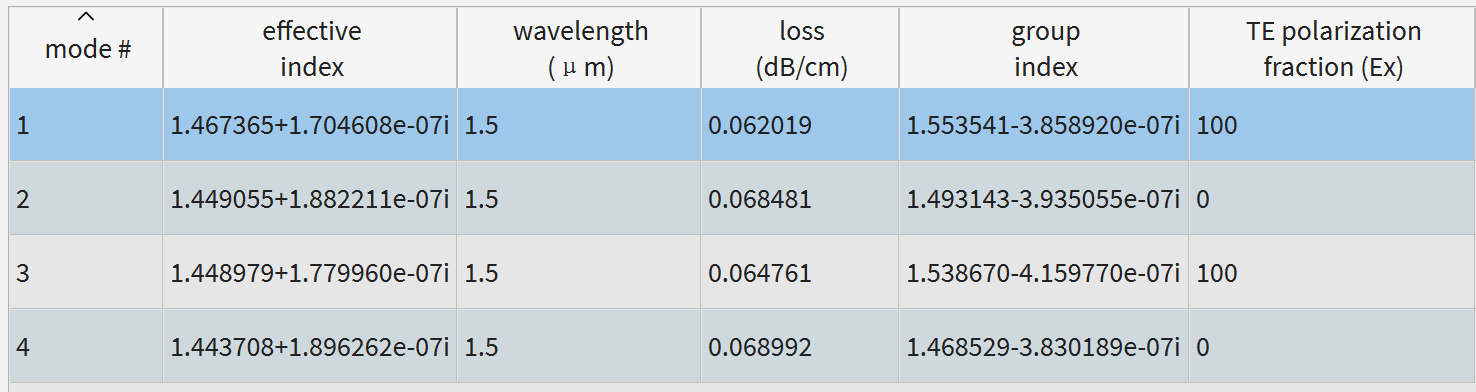 mode # effective index wavelength (μm) loss (dB/cm) group index TE polarization fraction (Ex)
1 1.467365+1.704608e-07i 1.5 0.062019 1.553541-3.858920e-07i 100
2 1.449055+1.882211e-07i 1.5 0.068481 1.493143-3.935055e-07i 0
3 1.448979+1.779960e-07i 1.5 0.064761 1.538670-4.159770e-07i 100
4 1.443708+1.896262e-07i 1.5 0.068992 1.468529-3.830189e-07i 0